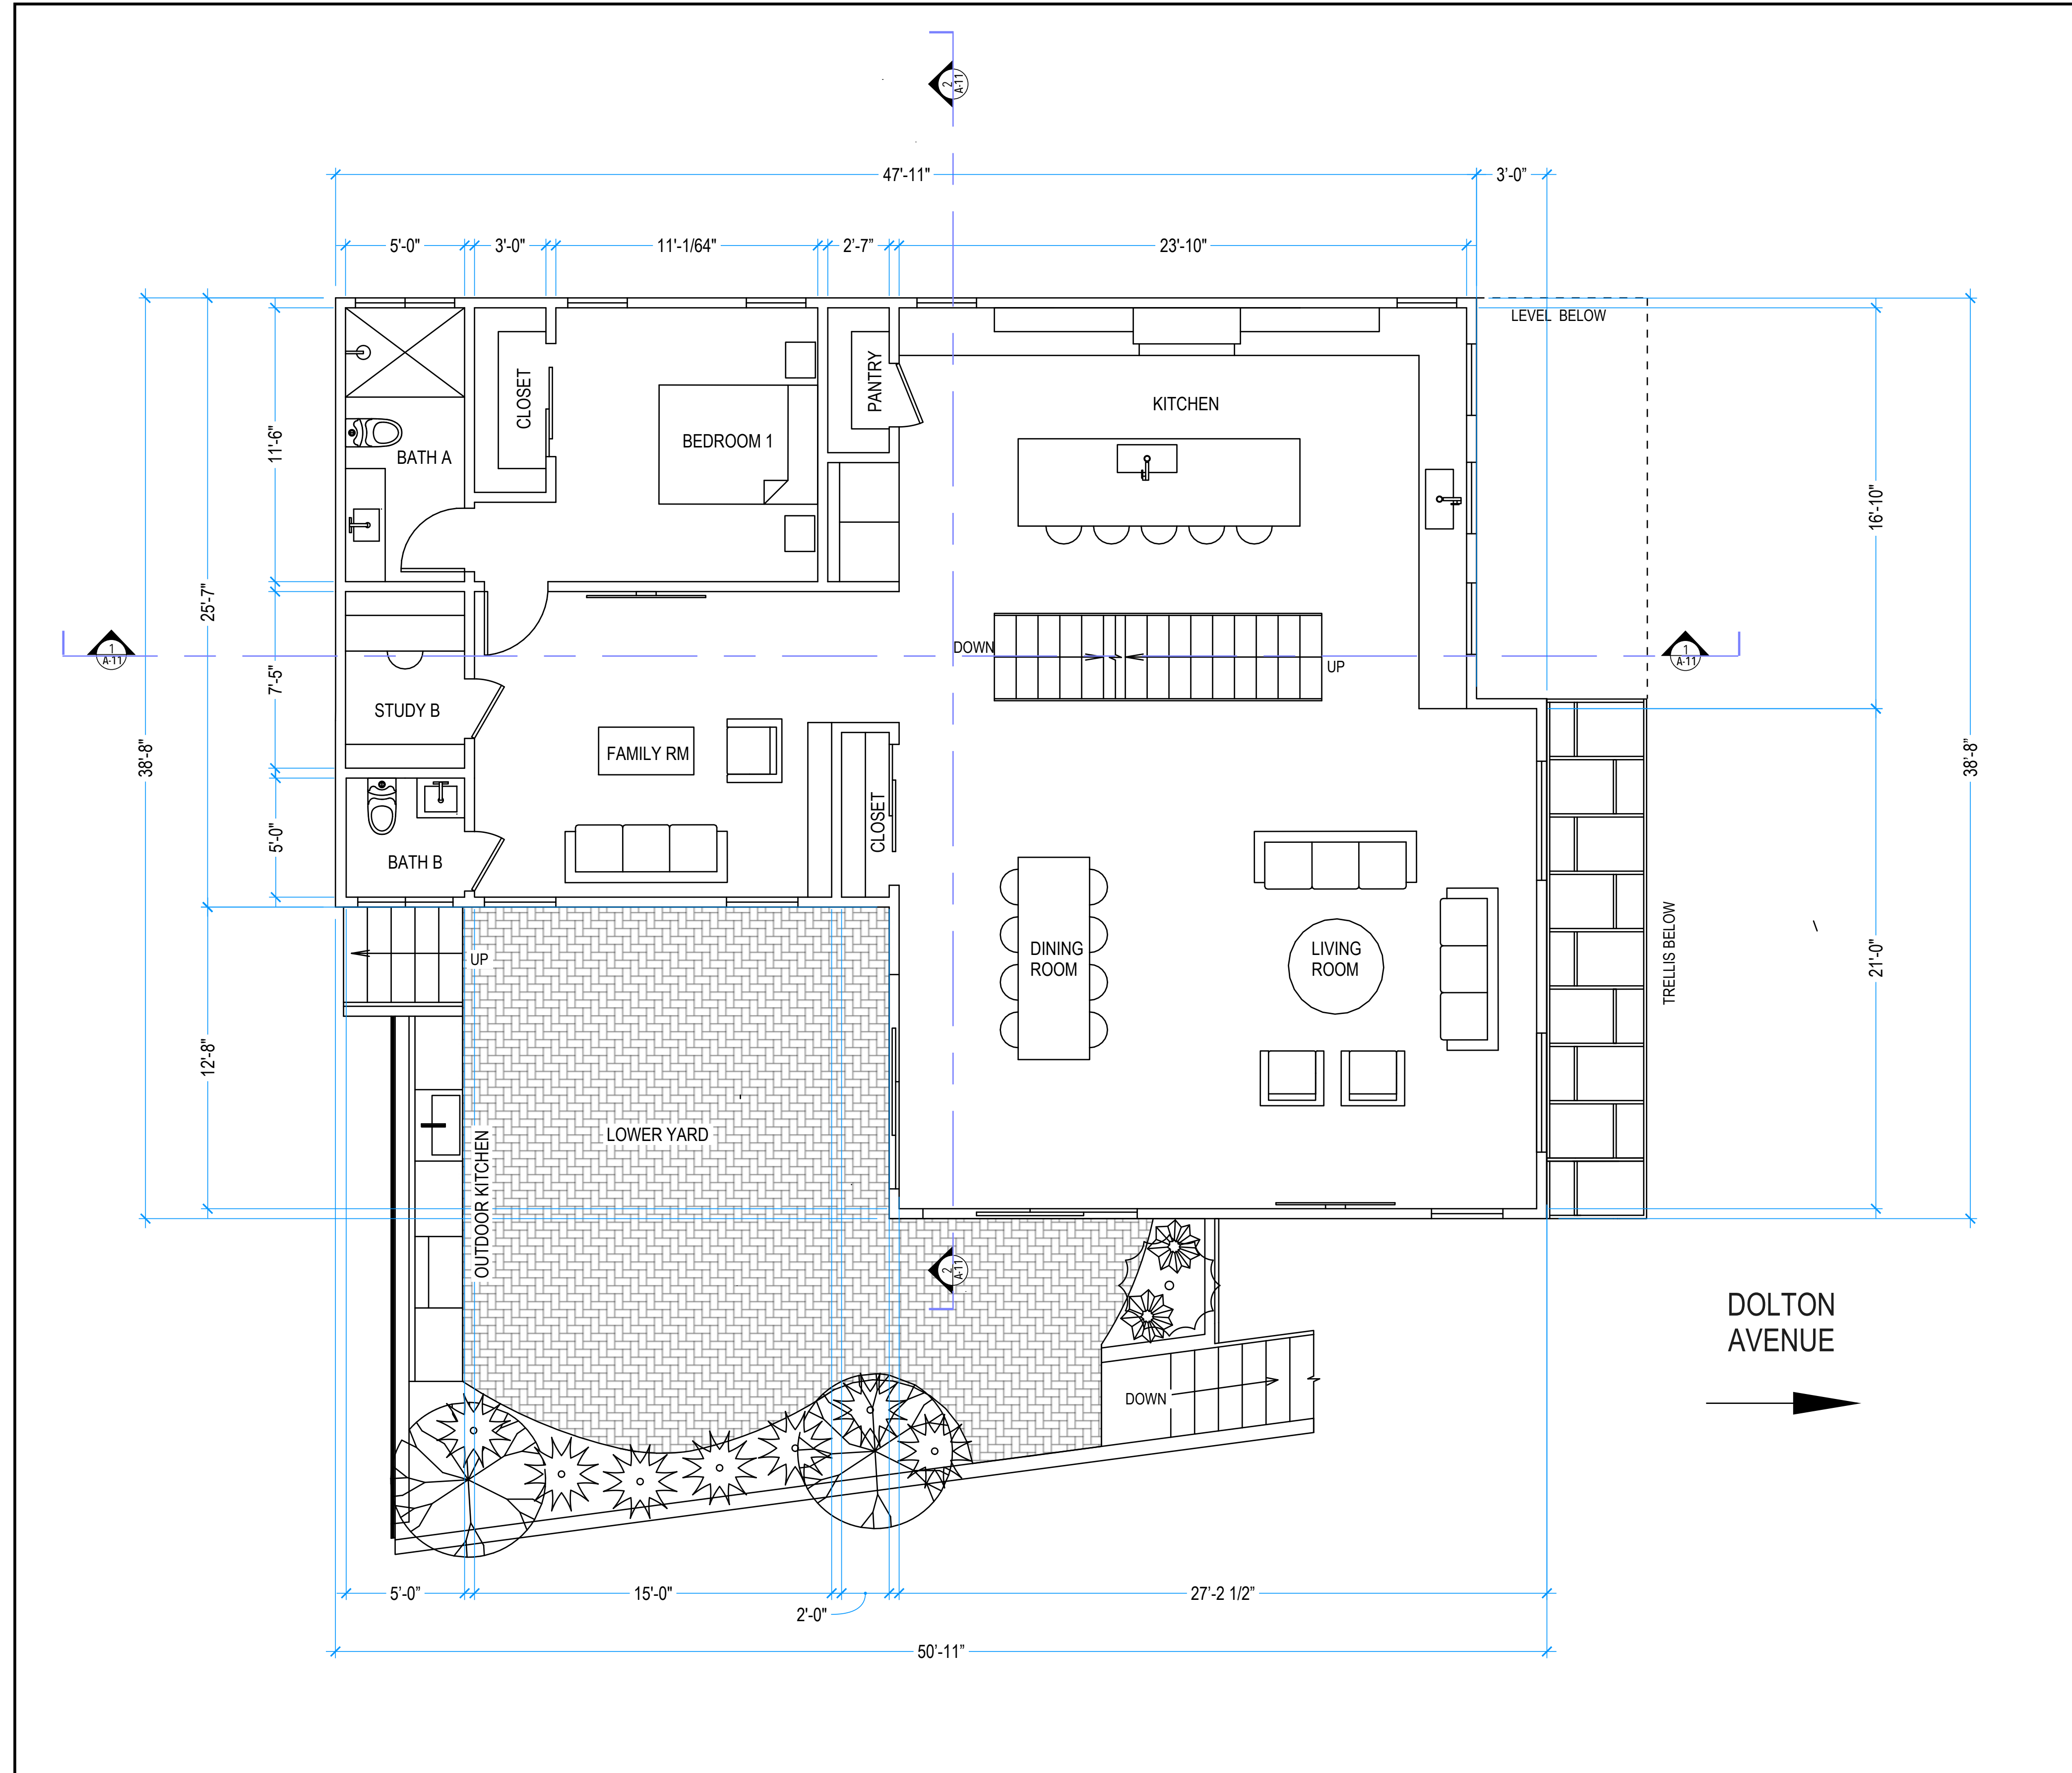 2
A-11
47'-11"
3'-0"
5'-0"
3'-0"
11'-1/64"
2'-7"
23'-10"
LEVEL BELOW
PANTRY
CLOSET
KITCHEN
BEDROOM 1
BATH A
11'-6"
16'-10"
25'-7"
DOWN
UP
1
A-11
1
A-11
7'-5"
STUDY B
FAMILY RM
38'-8"
38'-8"
CLOSET
5'-0"
BATH B
DINING
ROOM
LIVING
ROOM
TRELLIS BELOW
21'-0"
UP
12'-8"
LOWER YARD
OUTDOOR KITCHEN
2
A-11
DOLTON
AVENUE
DOWN
5'-0"
15'-0"
2'-0"
27'-2 1/2"
50'-11"